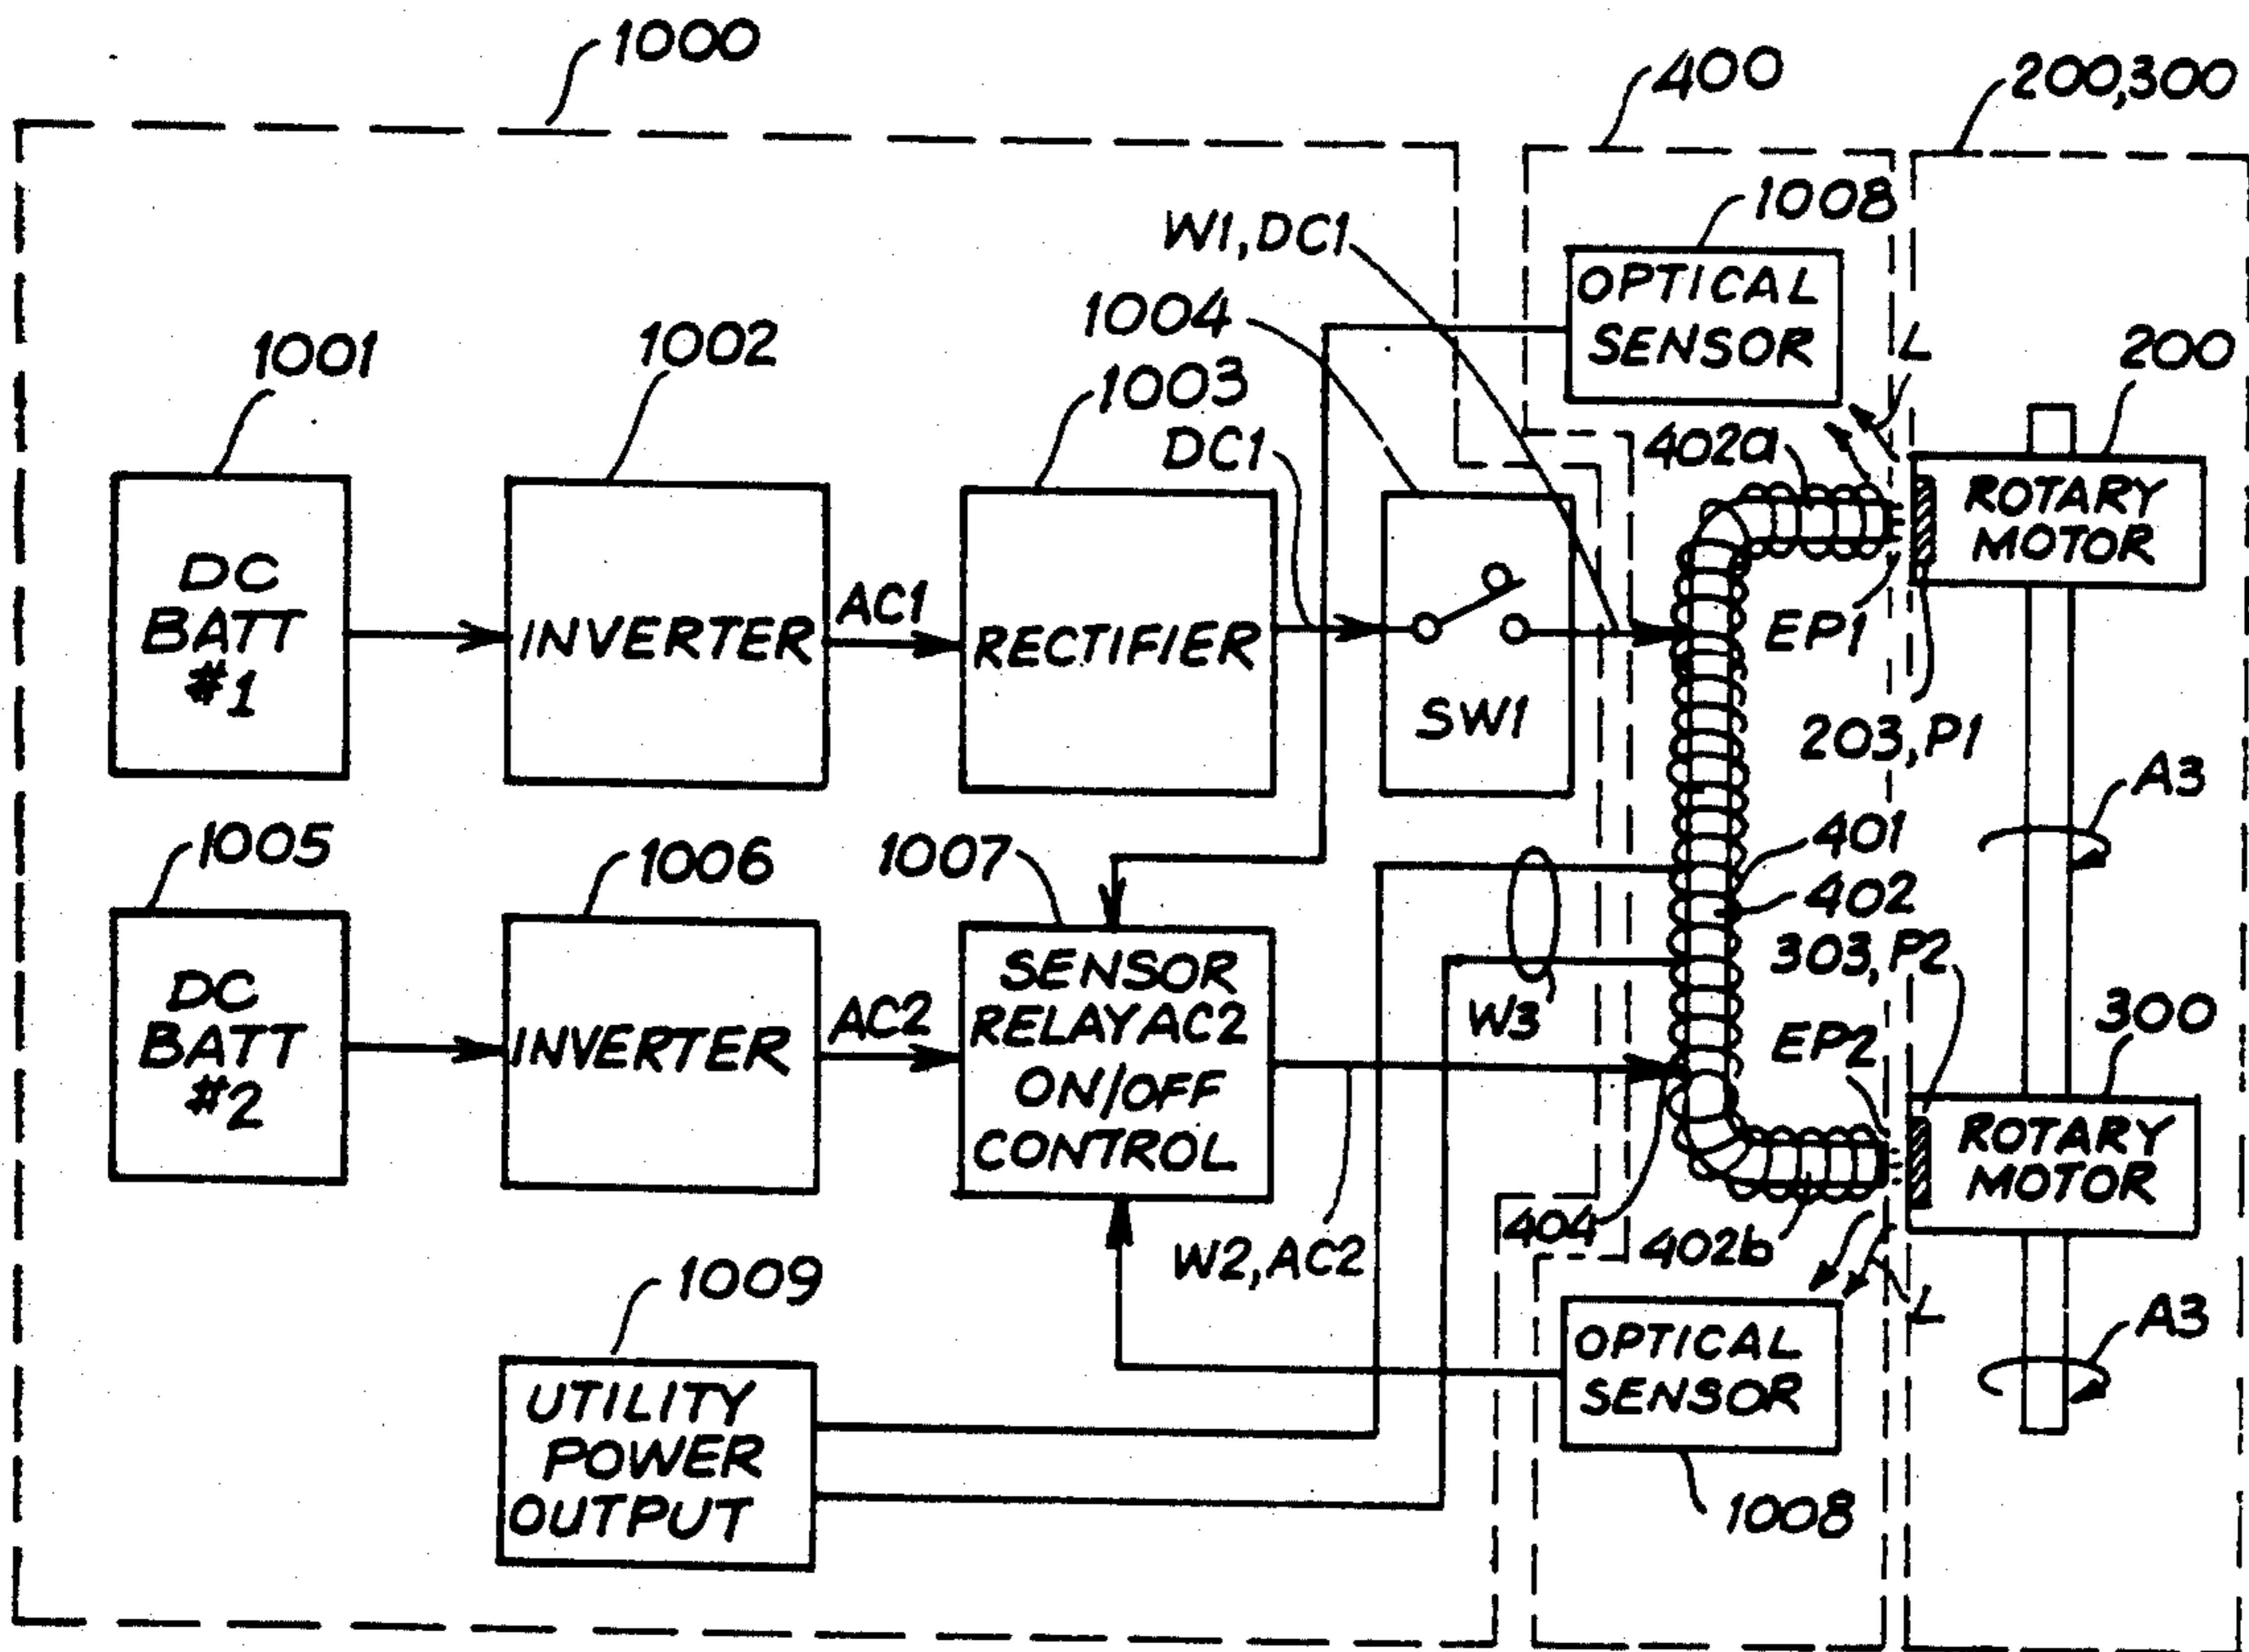 1000
400
200,300
1008
W1,DC1
OPTICAL
SENSOR
1004
L
200
1001
1002
1003
DC1
402a
ROTARY
MOTOR
DC
BATT
#1
INVERTER
AC1
RECTIFIER
SW1
EP1
203,P1
A3
1005
1006
1007
401
402
303,P2
DC
BATT
#2
INVERTER
AC2
SENSOR
RELAY AC2
ON/OFF
CONTROL
W3
EP2
300
ROTARY
MOTOR
W2,AC2
404
402b
L
A3
1009
UTILITY
POWER
OUTPUT
OPTICAL
SENSOR
1008